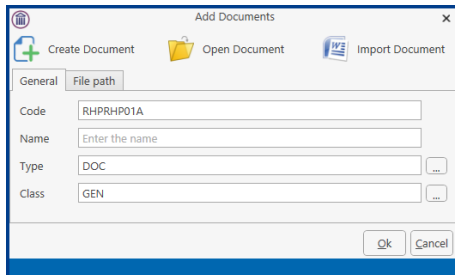 Add Documents
Create Document Open Document Import Document
General File path
Code RHPRHP01A
Name Enter the name
Type DOC ...
Class GEN ...
Ok Cancel